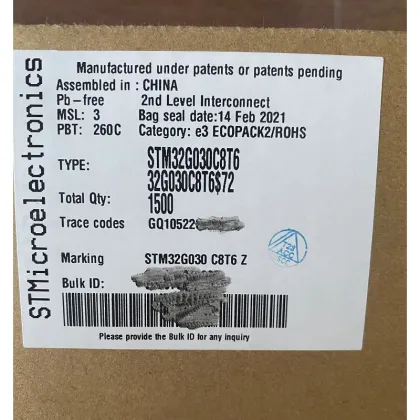 STMicroelectronics
Manufactured under patents or patents pending
Assembled in : CHINA
Pb-free 2nd Level Interconnect
MSL: 3 Bag seal date:14 Feb 2021
PBT: 260C Category: e3 ECOPACK2/ROHS
TYPE: STM32G030C8T6
32G030C8T6$72
Total Qty: 1500
Trace codes GQ10522
Marking STM32G030 C8T6 Z
Bulk ID:
Please provide the Bulk ID for any inquiry